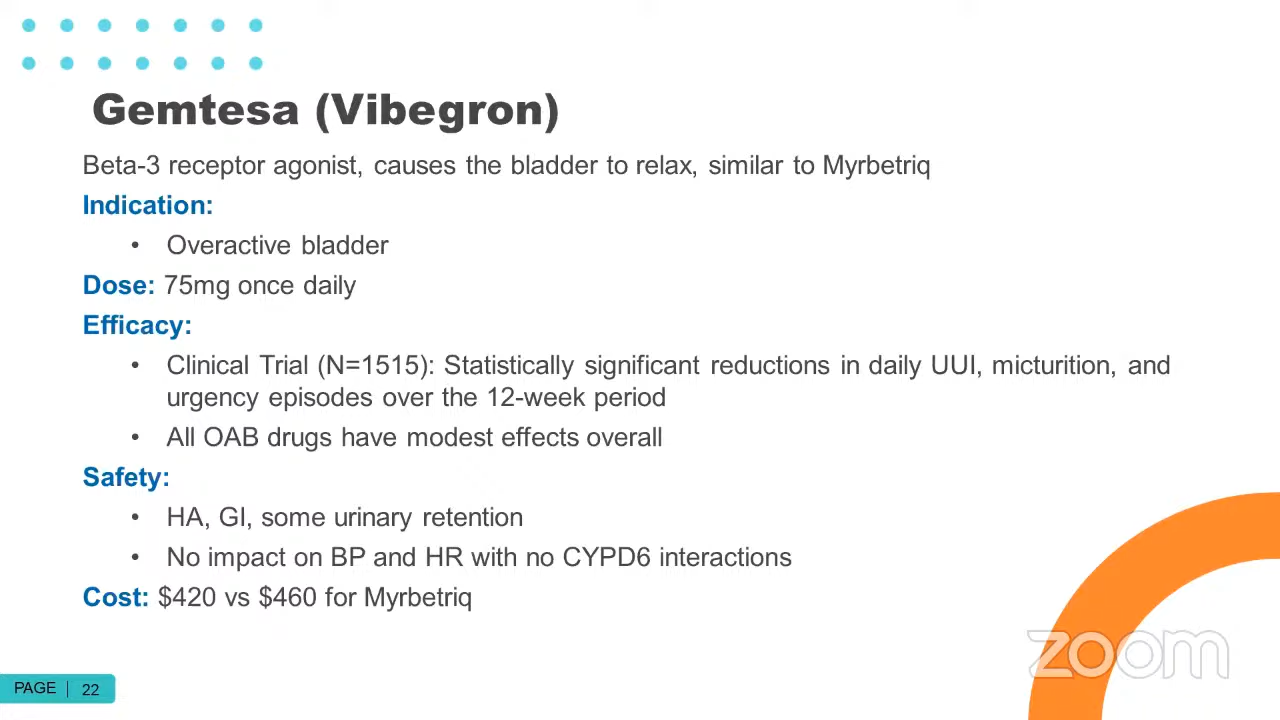 Gemtesa (Vibegron)
Beta-3 receptor agonist, causes the bladder to relax, similar to Myrbetriq
Indication:
• Overactive bladder
Dose: 75mg once daily
Efficacy:
• Clinical Trial (N=1515): Statistically significant reductions in daily UUI, micturition, and
urgency episodes over the 12-week period
• All OAB drugs have modest effects overall
Safety:
• HA, GI, some urinary retention
• No impact on BP and HR with no CYPD6 interactions
Cost: $420 vs $460 for Myrbetriq
zoom
PAGE | 22